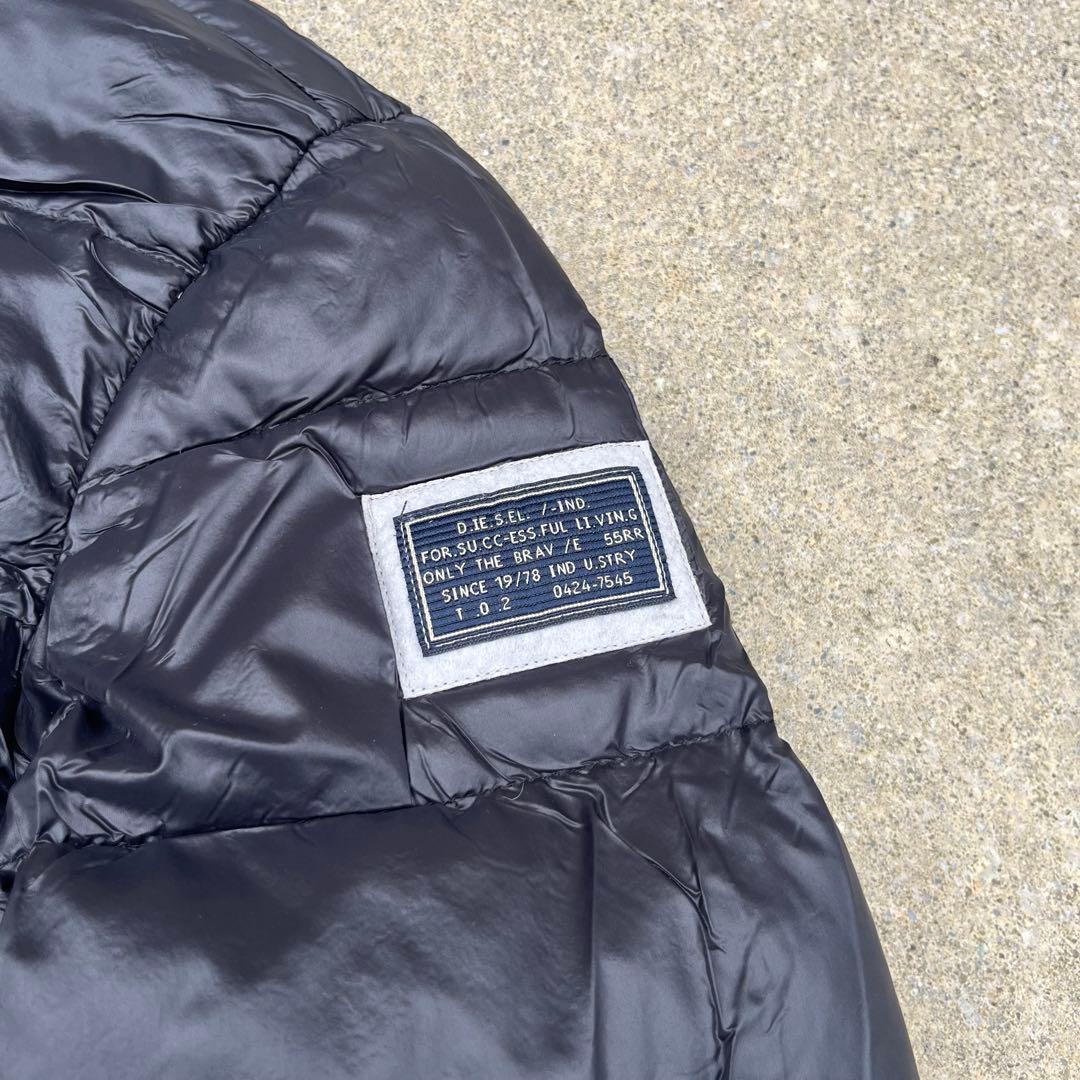 D.IE.S.EL. /-IND.
FOR.SU.CC-ESS.FUL LI.VIN.G
ONLY THE BRAV /E 55RR
SINCE 19/78 IND U.STRY
T .0 .2 0424-7545